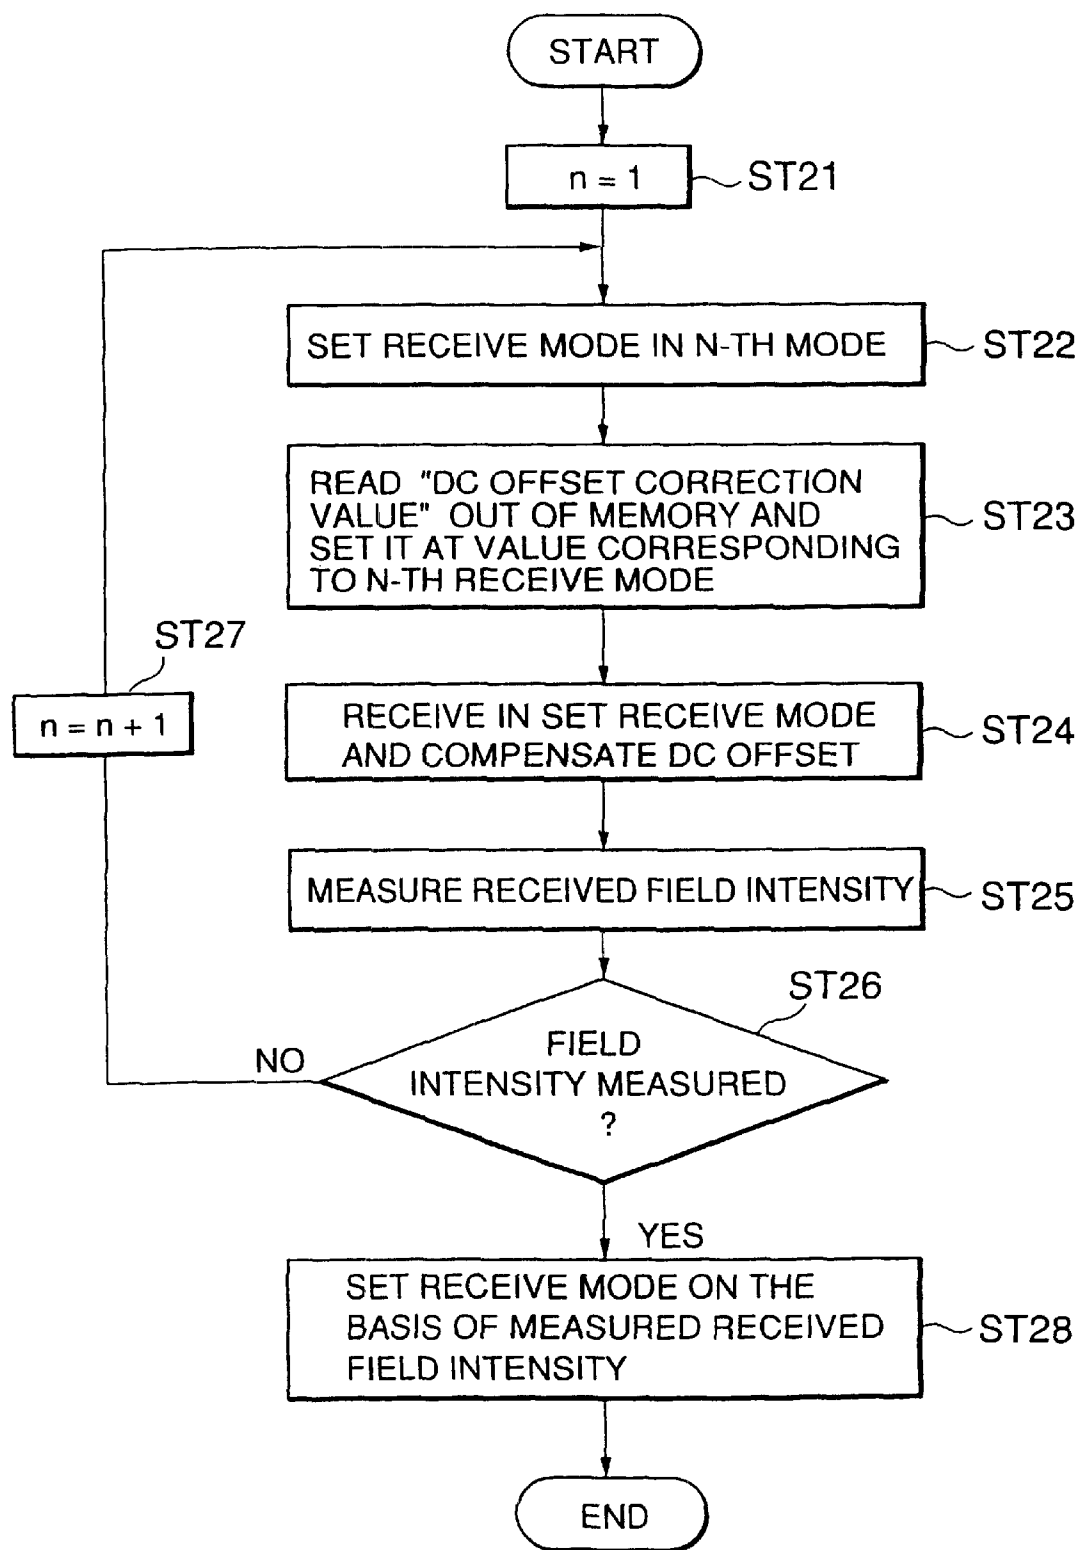 START
n = 1
ST21
SET RECEIVE MODE IN N-TH MODE
ST22
READ "DC OFFSET CORRECTION
VALUE" OUT OF MEMORY AND
SET IT AT VALUE CORRESPONDING
TO N-TH RECEIVE MODE
ST23
ST27
n = n + 1
RECEIVE IN SET RECEIVE MODE
AND COMPENSATE DC OFFSET
ST24
MEASURE RECEIVED FIELD INTENSITY
ST25
ST26
FIELD
INTENSITY MEASURED
?
NO
YES
SET RECEIVE MODE ON THE
BASIS OF MEASURED RECEIVED
FIELD INTENSITY
ST28
END